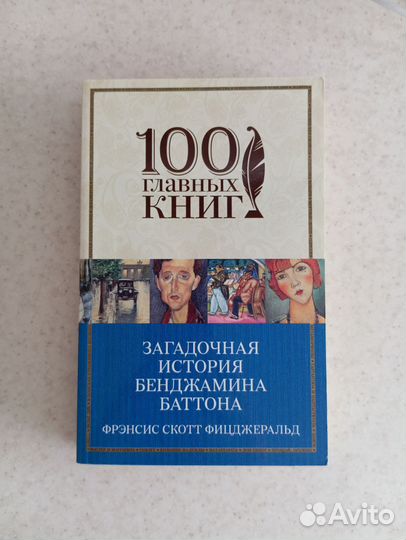 100
ГЛАВНЫХ
КНИГ
ЗАГАДОЧНАЯ
ИСТОРИЯ
БЕНДЖАМИНА
БАТТОНА
ФРЭНСИС СКОТТ ФИЦДЖЕРАЛЬД
Avito